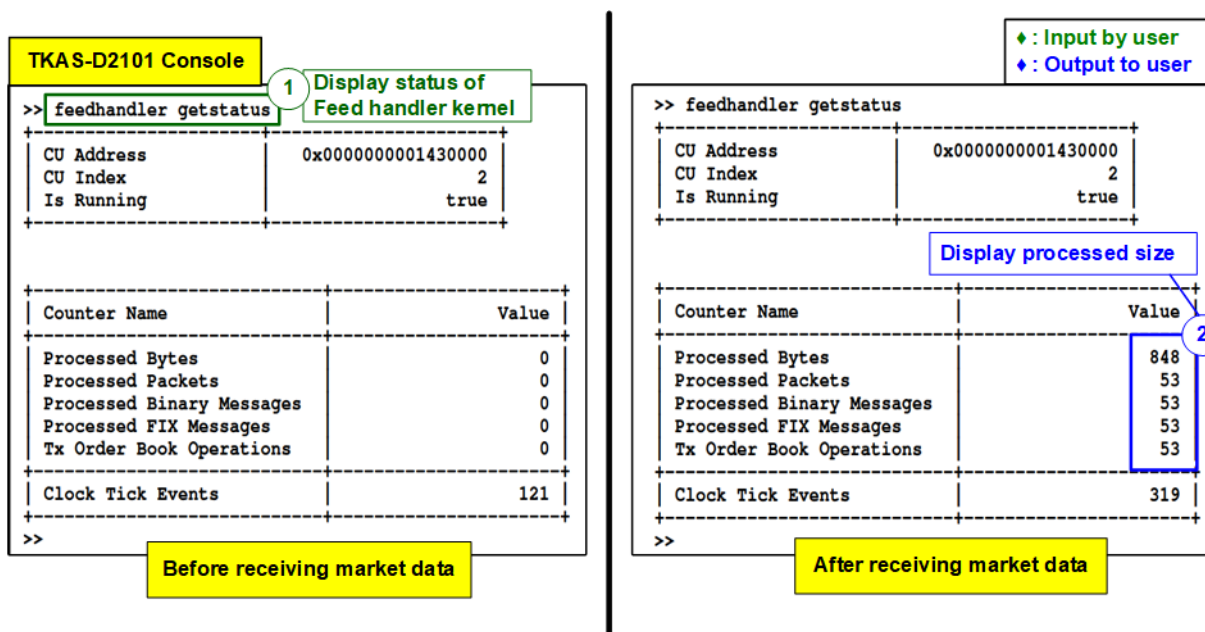 TKAS-D2101 Console
1
Display status of
Feed handler kernel
>> feedhandler getstatus
CU Address 0x0000000001430000
CU Index 2
Is Running true
Counter Name Value
Processed Bytes 0
Processed Packets 0
Processed Binary Messages 0
Processed FIX Messages 0
Tx Order Book Operations 0
Clock Tick Events 121
>>
Before receiving market data
♦ : Input by user
♦ : Output to user
>> feedhandler getstatus
CU Address 0x0000000001430000
CU Index 2
Is Running true
Display processed size
Counter Name Value
2
Processed Bytes 848
Processed Packets 53
Processed Binary Messages 53
Processed FIX Messages 53
Tx Order Book Operations 53
Clock Tick Events 319
>>
After receiving market data